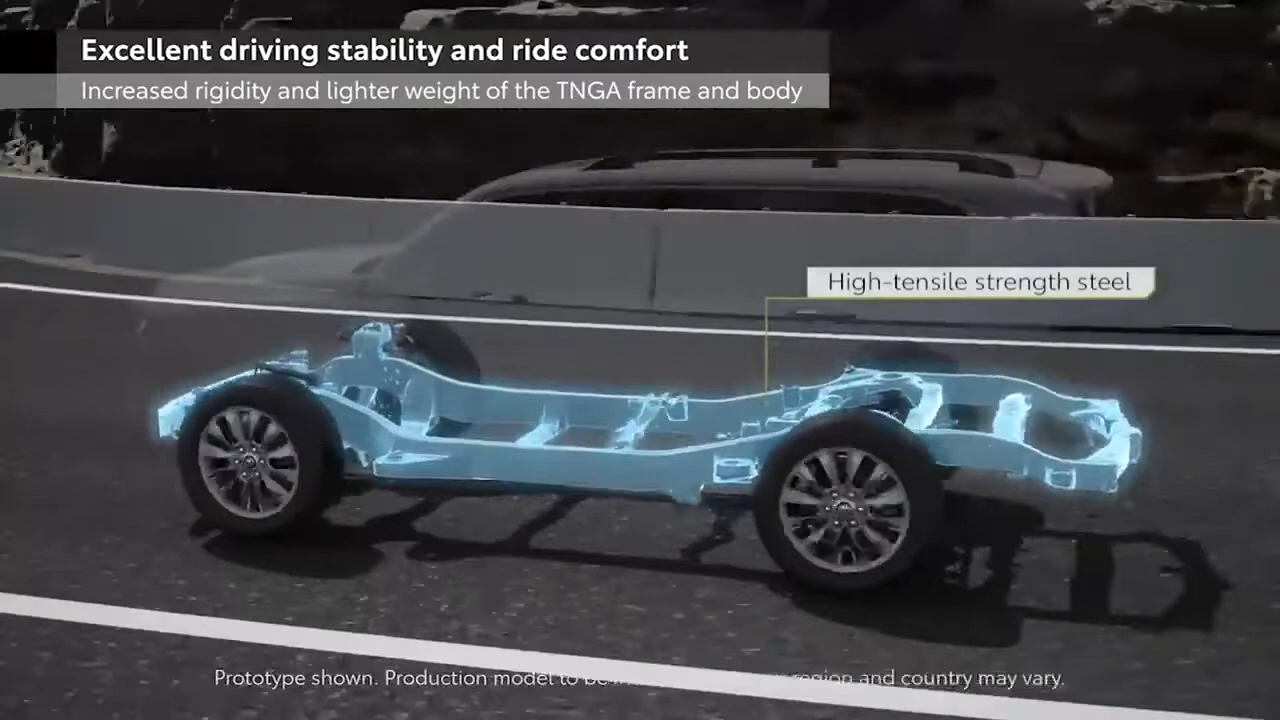 Excellent driving stability and ride comfort
Increased rigidity and lighter weight of the TNGA frame and body
High-tensile strength steel
Prototype shown. Production model to region and country may vary.